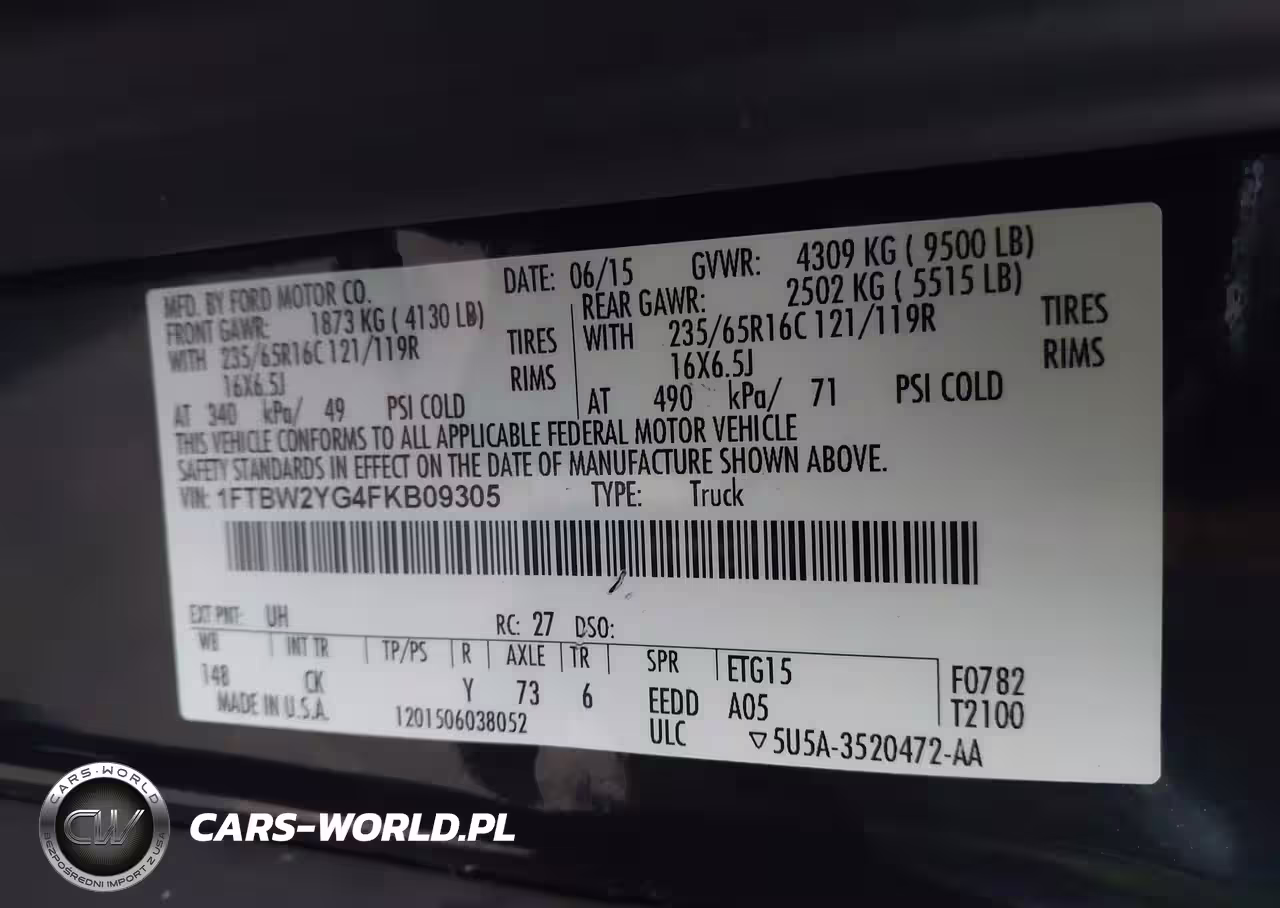 MFD. BY FORD MOTOR CO. DATE: 06/15 GVWR: 4309 KG ( 9500 LB)
FRONT GAWR: 1873 KG ( 4130 LB) REAR GAWR: 2502 KG ( 5515 LB)
WITH 235/65R16C 121/119R TIRES WITH 235/65R16C 121/119R TIRES
16X6.5J RIMS 16X6.5J RIMS
AT 340 kPa/ 49 PSI COLD AT 490 kPa/ 71 PSI COLD
THIS VEHICLE CONFORMS TO ALL APPLICABLE FEDERAL MOTOR VEHICLE
SAFETY STANDARDS IN EFFECT ON THE DATE OF MANUFACTURE SHOWN ABOVE.
VIN: 1FTBW2YG4FKB09305 TYPE: Truck
EXT PNT: UH RC: 27 DSO:
WB INT TR TP/PS R AXLE TR SPR ETG15 F0782
148 CK Y 73 6 EEDD A05 T2100
MADE IN U.S.A. 1201506038052 ULC ▽5U5A-3520472-AA
CARS-WORLD
CW
BEZPOŚREDNI IMPORT Z USA
CARS-WORLD.PL